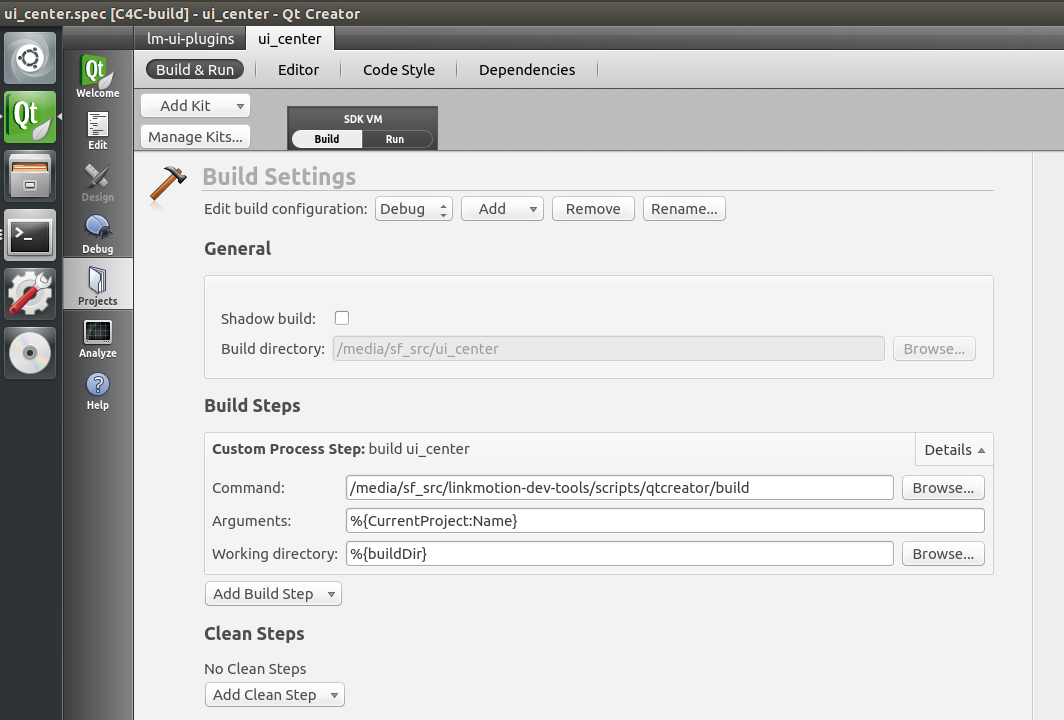 ui_center.spec [C4C-build] - ui_center - Qt Creator
lm-ui-plugins ui_center
Build & Run Editor Code Style Dependencies
Add Kit
Manage Kits...
SDK VM
Build Run
Qt
Welcome
Edit
Design
Debug
Projects
Analyze
Help
Qt
>_
Build Settings
Edit build configuration: Debug Add Remove Rename...
General
Shadow build:
Build directory: /media/sf_src/ui_center Browse...
Build Steps
Custom Process Step: build ui_center Details
Command: /media/sf_src/linkmotion-dev-tools/scripts/qtcreator/build Browse...
Arguments: %{CurrentProject:Name}
Working directory: %{buildDir} Browse...
Add Build Step
Clean Steps
No Clean Steps
Add Clean Step